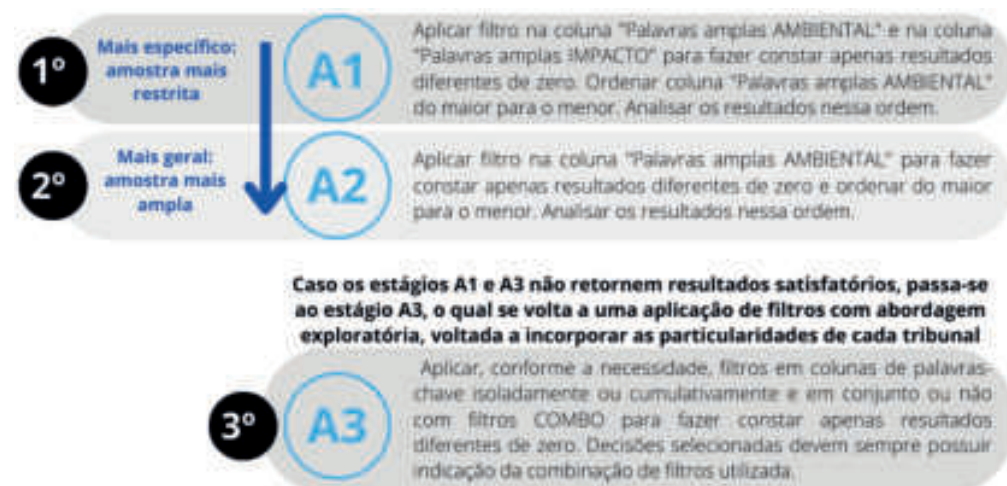 1º
Mais específico:
amostra mais
restrita
A1
Aplicar filtro na coluna "Palavras amplas AMBIENTAL" e na coluna
"Palavras amplas IMPACTO" para fazer constar apenas resultados
diferentes de zero. Ordenar coluna "Palavras amplas AMBIENTAL"
do maior para o menor. Analisar os resultados nessa ordem.
2º
Mais geral:
amostra mais
ampla
A2
Aplicar filtro na coluna "Palavras amplas AMBIENTAL" para fazer
constar apenas resultados diferentes de zero e ordenar do maior
para o menor. Analisar os resultados nessa ordem.
Caso os estágios A1 e A3 não retornem resultados satisfatórios, passa-se
ao estágio A3, o qual se volta a uma aplicação de filtros com abordagem
exploratória, voltada a incorporar as particularidades de cada tribunal
3º
A3
Aplicar, conforme a necessidade, filtros em colunas de palavras-
chave isoladamente ou cumulativamente e em conjunto ou não
com filtros COMBO para fazer constar apenas resultados
diferentes de zero. Decisões selecionadas devem sempre possuir
indicação da combinação de filtros utilizada.